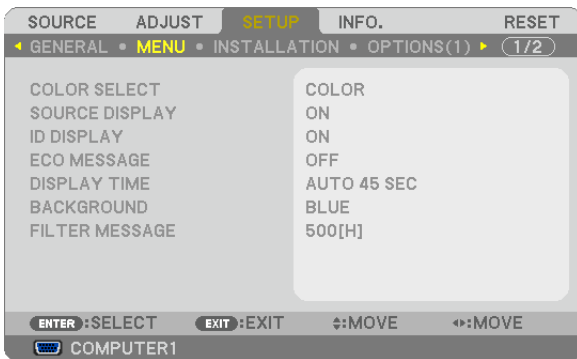 SOURCE ADJUST SETUP INFO. RESET
GENERAL • MENU • INSTALLATION • OPTIONS(1) 1/2
COLOR SELECT COLOR
SOURCE DISPLAY ON
ID DISPLAY ON
ECO MESSAGE OFF
DISPLAY TIME AUTO 45 SEC
BACKGROUND BLUE
FILTER MESSAGE 500[H]
ENTER :SELECT EXIT :EXIT :MOVE :MOVE
COMPUTER1